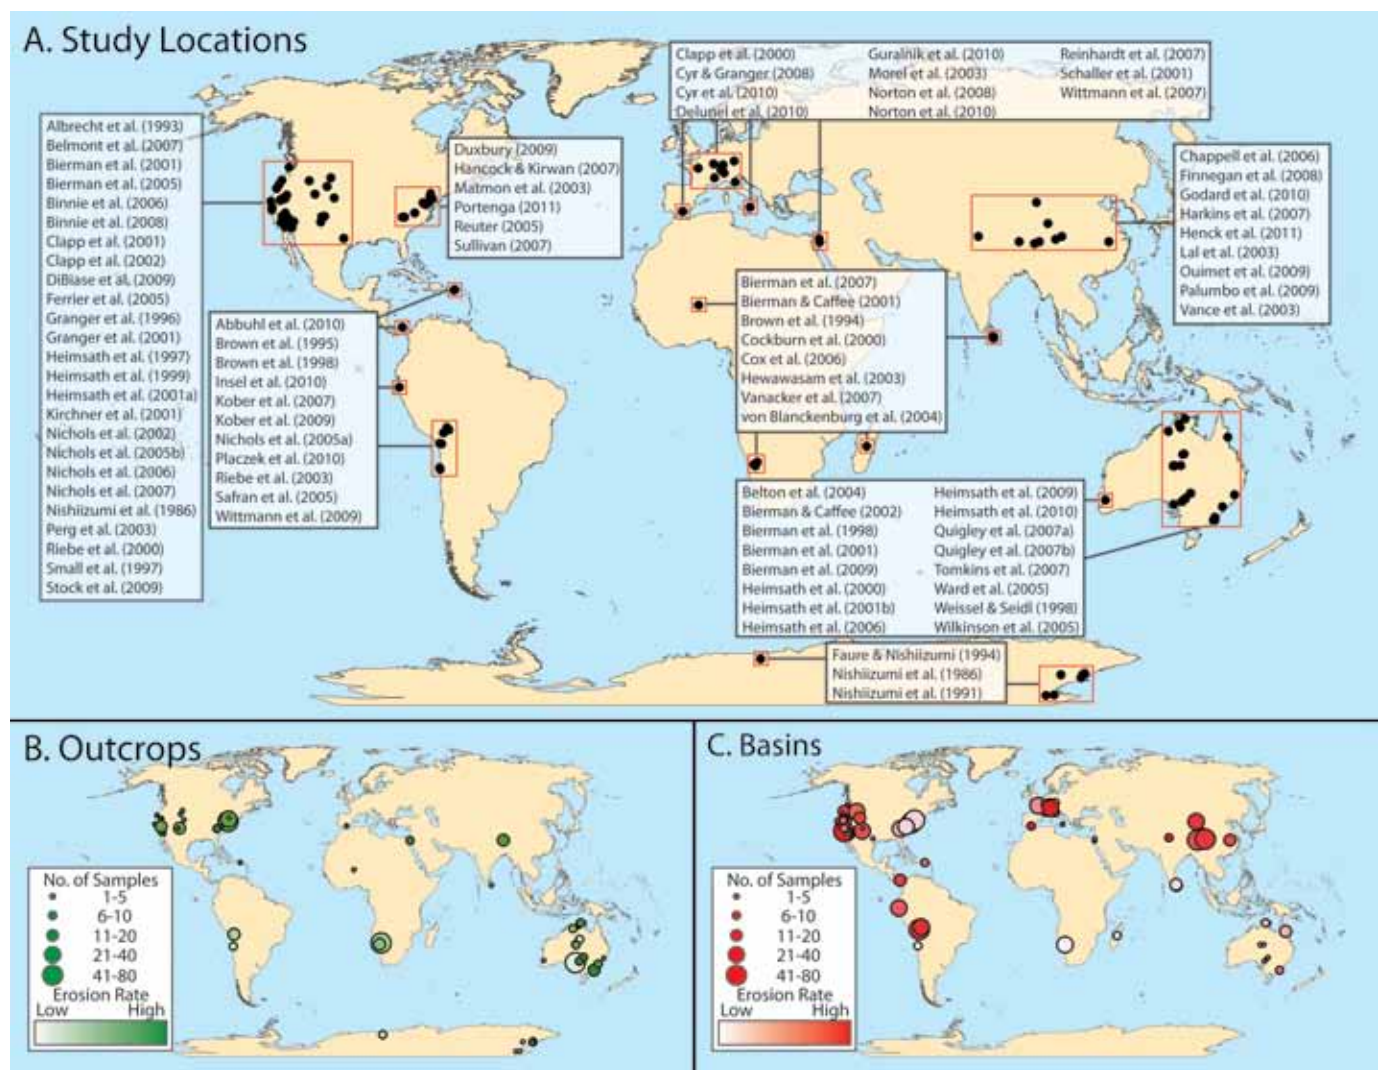 A. Study Locations
Clapp et al. (2000)
Cyr & Granger (2008)
Cyr et al. (2010)
Delunel et al. (2010)
Guralnik et al. (2010)
Morel et al. (2003)
Norton et al. (2008)
Norton et al. (2010)
Reinhardt et al. (2007)
Schaller et al. (2001)
Wittmann et al. (2007)
Albrecht et al. (1993)
Belmont et al. (2007)
Bierman et al. (2001)
Bierman et al. (2005)
Binnie et al. (2006)
Binnie et al. (2008)
Clapp et al. (2001)
Clapp et al. (2002)
DiBiase et al. (2009)
Ferrier et al. (2005)
Granger et al. (1996)
Granger et al. (2001)
Heimsath et al. (1997)
Heimsath et al. (1999)
Heimsath et al. (2001a)
Kirchner et al. (2001)
Nichols et al. (2002)
Nichols et al. (2005b)
Nichols et al. (2006)
Nichols et al. (2007)
Nishiizumi et al. (1986)
Perg et al. (2003)
Riebe et al. (2000)
Small et al. (1997)
Stock et al. (2009)
Duxbury (2009)
Hancock & Kirwan (2007)
Matmon et al. (2003)
Portenga (2011)
Reuter (2005)
Sullivan (2007)
Abbuhl et al. (2010)
Brown et al. (1995)
Brown et al. (1998)
Insel et al. (2010)
Kober et al. (2007)
Kober et al. (2009)
Nichols et al. (2005a)
Placzek et al. (2010)
Riebe et al. (2003)
Safran et al. (2005)
Wittmann et al. (2009)
Bierman et al. (2007)
Bierman & Caffee (2001)
Brown et al. (1994)
Cockburn et al. (2000)
Cox et al. (2006)
Hewawasam et al. (2003)
Vanacker et al. (2007)
von Blanckenburg et al. (2004)
Chappell et al. (2006)
Finnegan et al. (2008)
Godard et al. (2010)
Harkins et al. (2007)
Henck et al. (2011)
Lal et al. (2003)
Ouimet et al. (2009)
Palumbo et al. (2009)
Vance et al. (2003)
Belton et al. (2004)
Bierman & Caffee (2002)
Bierman et al. (1998)
Bierman et al. (2001)
Bierman et al. (2009)
Heimsath et al. (2000)
Heimsath et al. (2001b)
Heimsath et al. (2006)
Heimsath et al. (2009)
Heimsath et al. (2010)
Quigley et al. (2007a)
Quigley et al. (2007b)
Tomkins et al. (2007)
Ward et al. (2005)
Weissel & Seidl (1998)
Wilkinson et al. (2005)
Faure & Nishiizumi (1994)
Nishiizumi et al. (1986)
Nishiizumi et al. (1991)
B. Outcrops
No. of Samples
1-5
6-10
11-20
21-40
41-80
Erosion Rate
Low High
C. Basins
No. of Samples
1-5
6-10
11-20
21-40
41-80
Erosion Rate
Low High